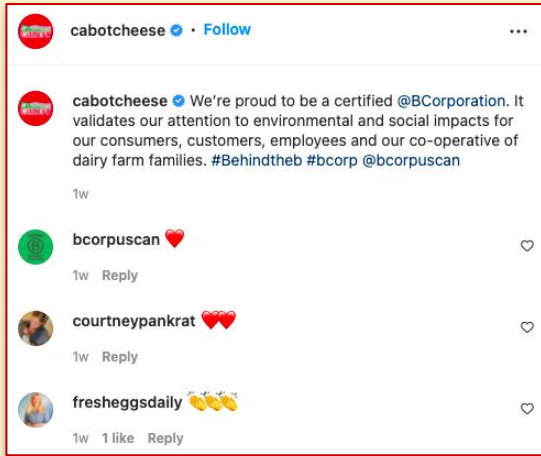 cabotcheese • Follow
cabotcheese We're proud to be a certified @BCorporation. It
validates our attention to environmental and social impacts for
our consumers, customers, employees and our co-operative of
dairy farm families. #Behindtheb #bcorp @bcorpuscan
1w
bcorpuscan ❤️
1w Reply
courtneypankrat ❤️❤️
1w Reply
fresheggsdaily 👏👏👏
1w 1 like Reply